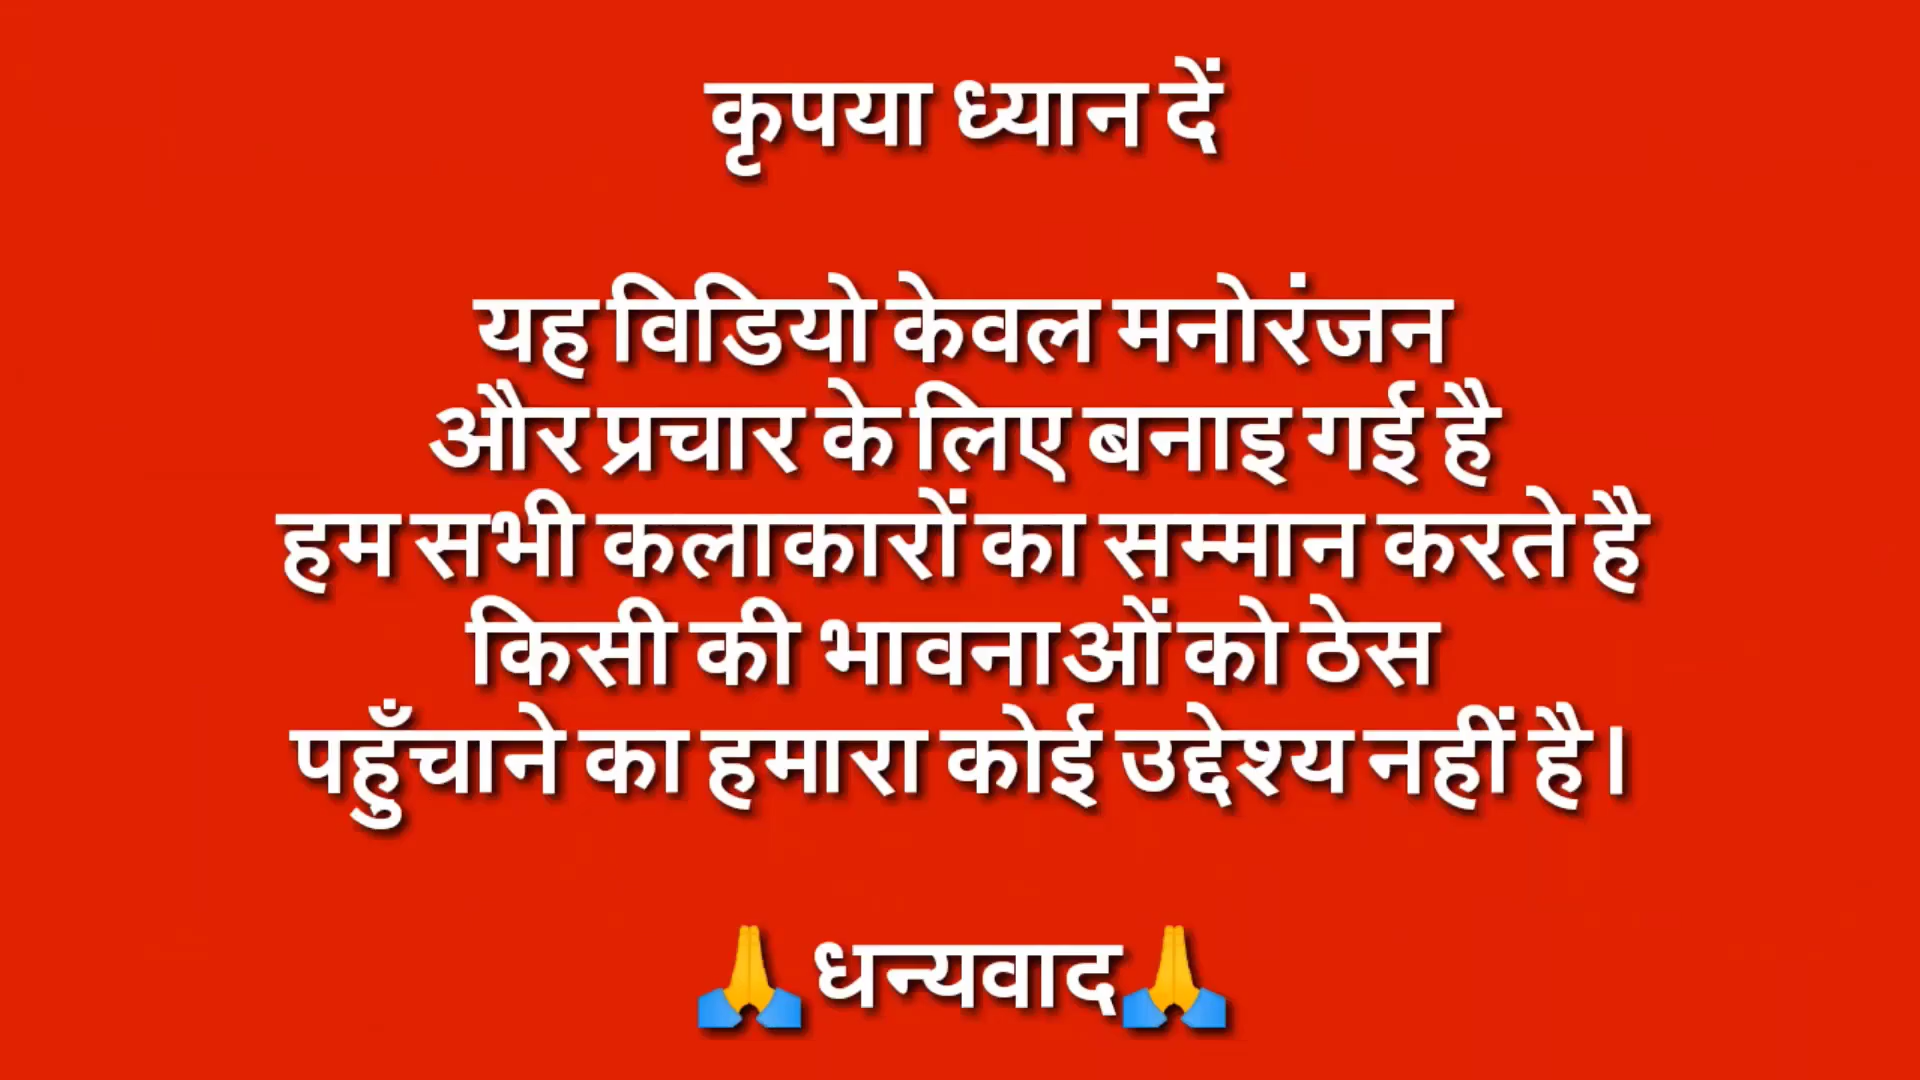 कृपया ध्यान दें
यह विडियो केवल मनोरंजन
और प्रचार के लिए बनाइ गई है
हम सभी कलाकारों का सम्मान करते है
किसी की भावनाओं को ठेस
पहुँचाने का हमारा कोई उद्देश्य नहीं है।
🙏धन्यवाद🙏